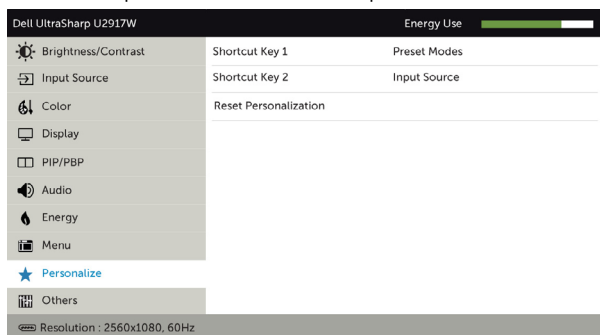 Dell UltraSharp U2917W Energy Use
Brightness/Contrast Shortcut Key 1 Preset Modes
Input Source Shortcut Key 2 Input Source
Color Reset Personalization
Display
PIP/PBP
Audio
Energy
Menu
Personalize
Others
Resolution : 2560x1080, 60Hz